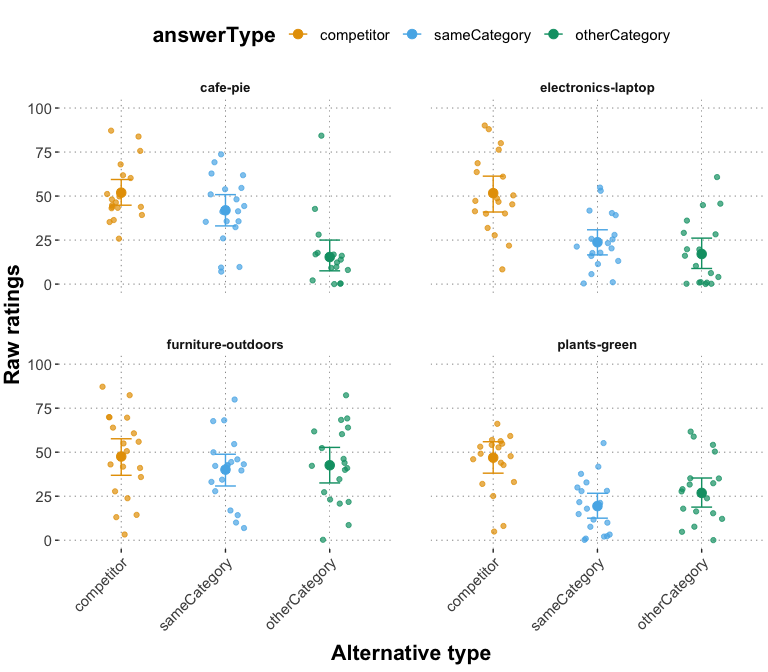 answerType competitor sameCategory otherCategory
cafe-pie
electronics-laptop
100
75
50
25
0
furniture-outdoors
plants-green
100
75
50
25
0
Raw ratings
competitor
sameCategory
otherCategory
competitor
sameCategory
otherCategory
Alternative type